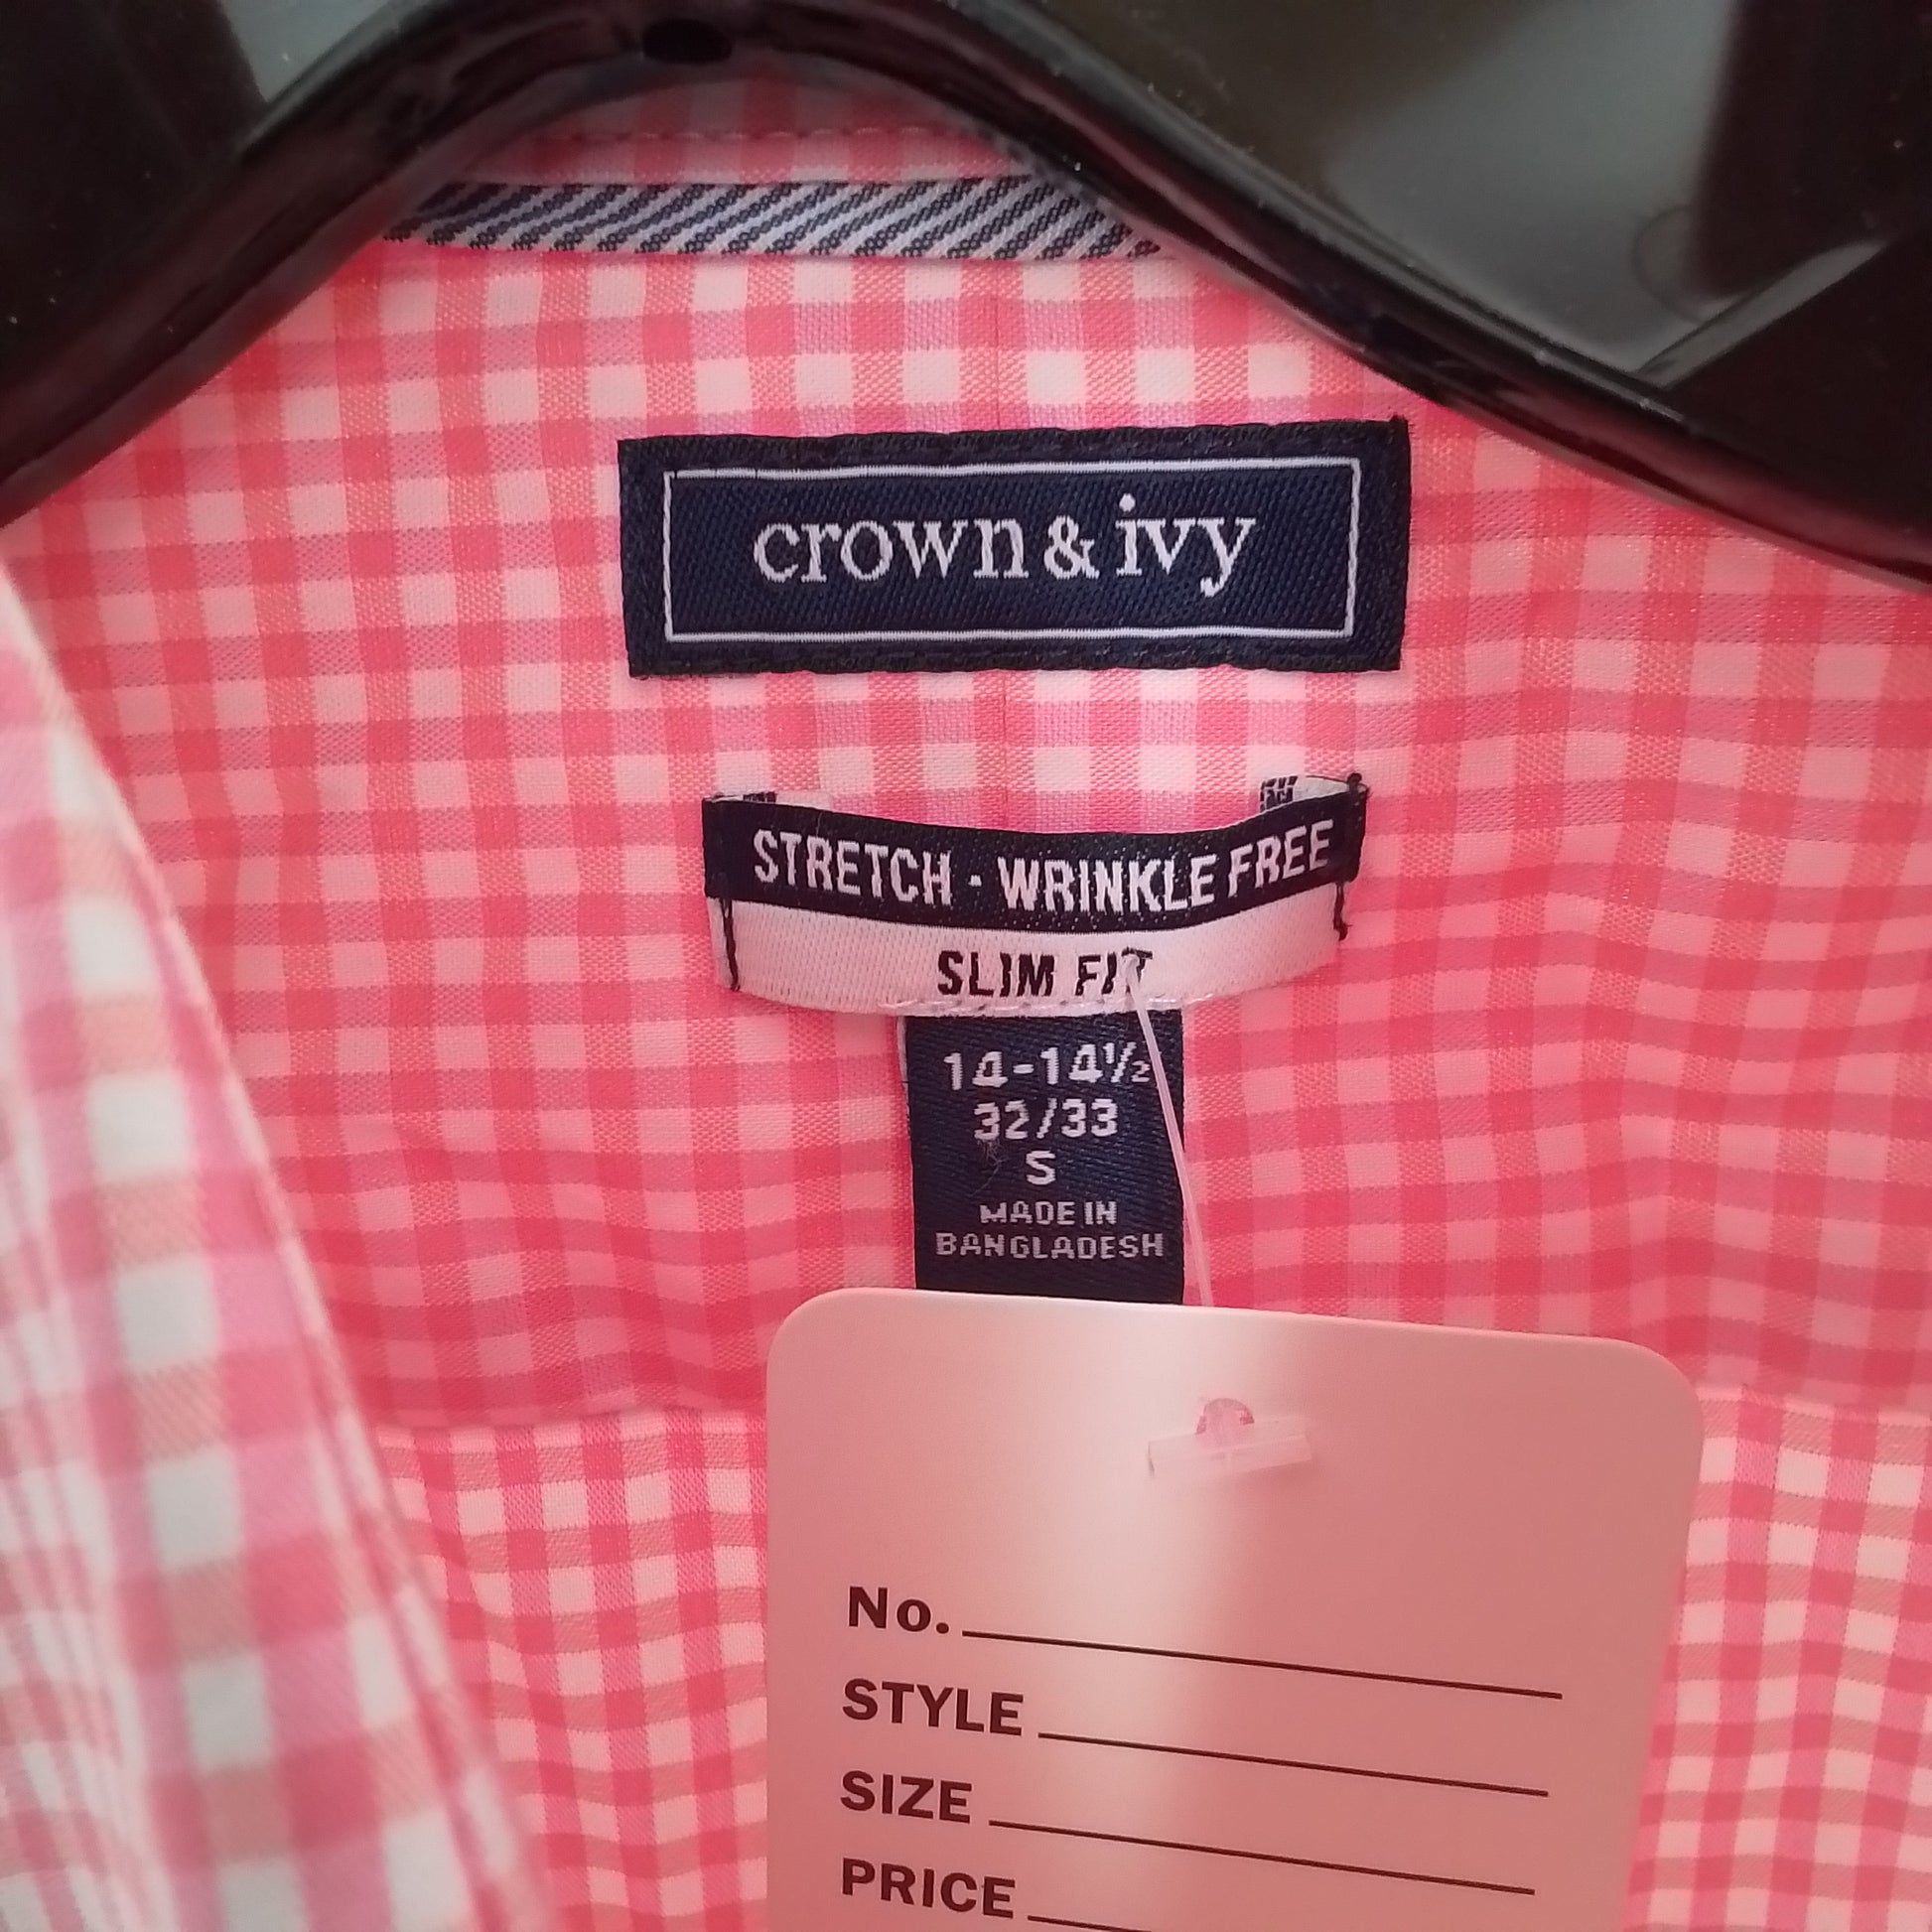 crown & ivy
STRETCH · WRINKLE FREE
SLIM FIT
14-14½
32/33
S
MADE IN
BANGLADESH
No.
STYLE
SIZE
PRICE